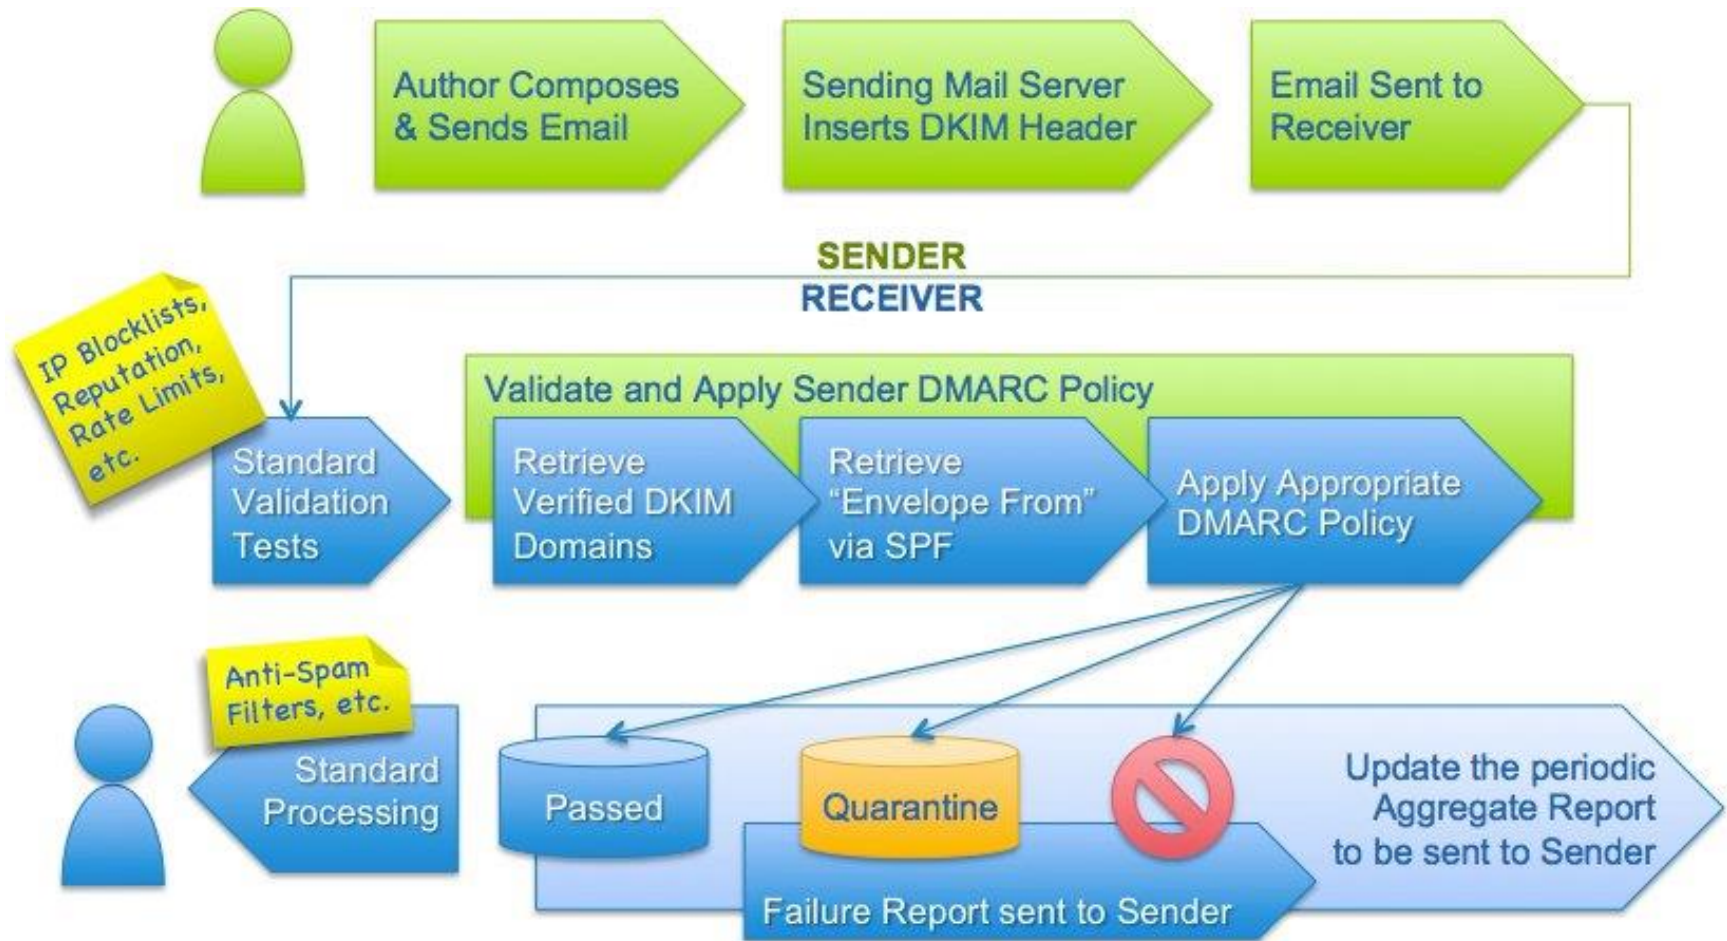 Author Composes
& Sends Email
Sending Mail Server
Inserts DKIM Header
Email Sent to
Receiver
SENDER
RECEIVER
IP Blocklists,
Reputation,
Rate Limits,
etc.
Validate and Apply Sender DMARC Policy
Standard
Validation
Tests
Retrieve
Verified DKIM
Domains
Retrieve
“Envelope From”
via SPF
Apply Appropriate
DMARC Policy
Anti-Spam
Filters, etc.
Standard
Processing
Passed
Quarantine
Update the periodic
Aggregate Report
to be sent to Sender
Failure Report sent to Sender